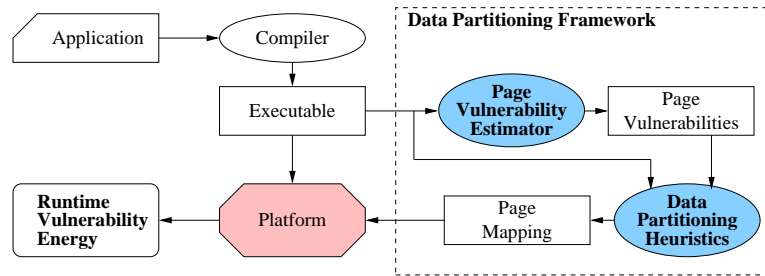 Data Partitioning Framework
Application
Compiler
Executable
Page
Vulnerability
Estimator
Page
Vulnerabilities
Runtime
Vulnerability
Energy
Platform
Page
Mapping
Data
Partitioning
Heuristics